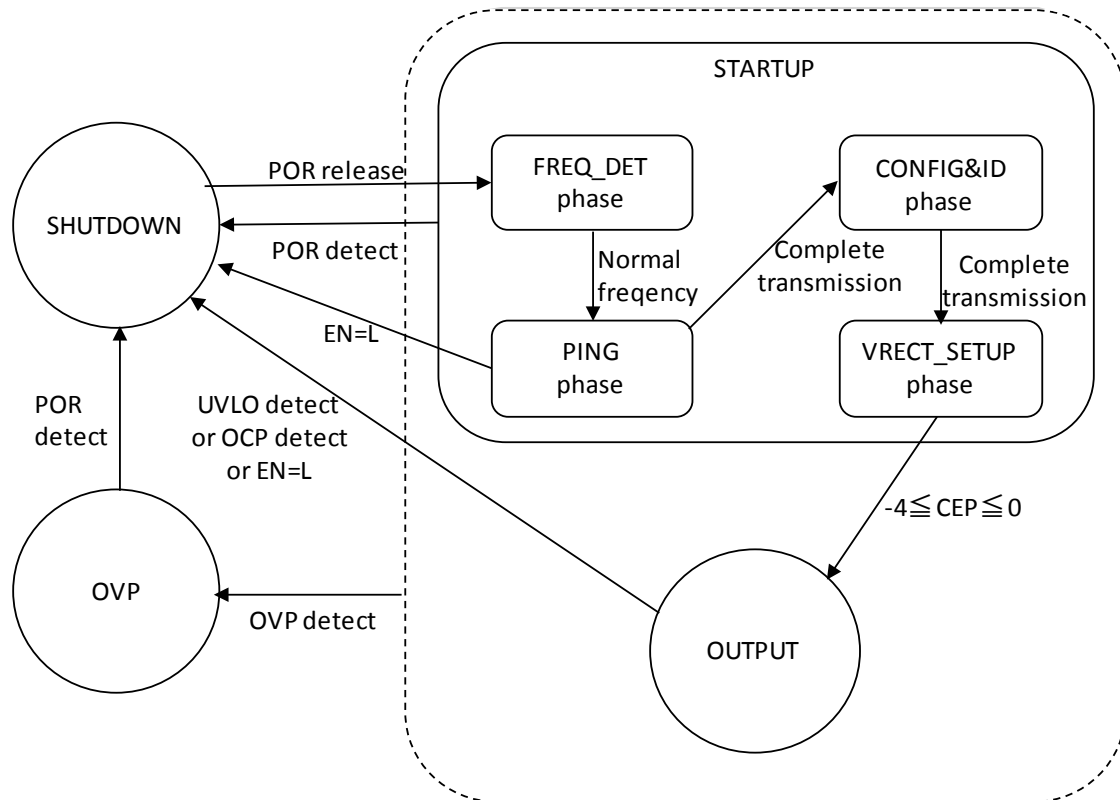 STARTUP
SHUTDOWN
POR release
POR detect
FREQ_DET
phase
CONFIG&ID
phase
Normal
freqency
Complete
transmission
Complete
transmission
EN=L
PING
phase
VRECT_SETUP
phase
POR
detect
UVLO detect
or OCP detect
or EN=L
-4≦CEP≦0
OVP
OVP detect
OUTPUT